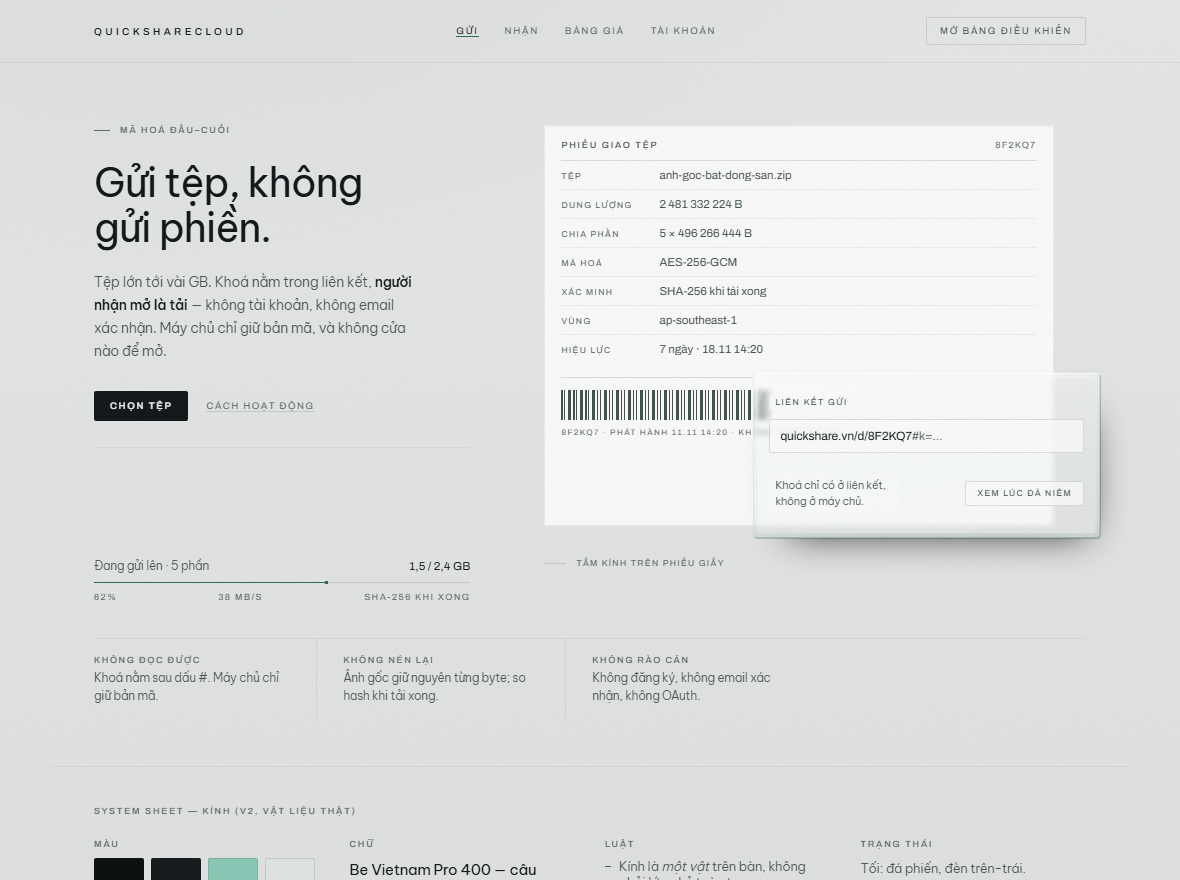 QUICKSHARECLOUD
GỬI
NHẬN
BẢNG GIÁ
TÀI KHOẢN
MỞ BẢNG ĐIỀU KHIỂN
MÃ HOÁ ĐẦU–CUỐI
Gửi tệp, không
gửi phiền.
Tệp lớn tới vài GB. Khoá nằm trong liên kết, người
nhận mở là tải — không tài khoản, không email
xác nhận. Máy chủ chỉ giữ bản mã, và không cửa
nào để mở.
CHỌN TỆP
CÁCH HOẠT ĐỘNG
PHIẾU GIAO TỆP
8F2KQ7
TỆP
anh-goc-bat-dong-san.zip
DUNG LƯỢNG
2 481 332 224 B
CHIA PHẦN
5 × 496 266 444 B
MÃ HOÁ
AES-256-GCM
XÁC MINH
SHA-256 khi tải xong
VÙNG
ap-southeast-1
HIỆU LỰC
7 ngày · 18.11 14:20
8F2KQ7 · PHÁT HÀNH 11.11 14:20 · KH
LIÊN KẾT GỬI
quickshare.vn/d/8F2KQ7#k=…
Khoá chỉ có ở liên kết,
không ở máy chủ.
XEM LÚC ĐÃ NIÊM
TẤM KÍNH TRÊN PHIẾU GIẤY
Đang gửi lên · 5 phần
1,5 / 2,4 GB
62%
38 MB/S
SHA-256 KHI XONG
KHÔNG ĐỌC ĐƯỢC
Khoá nằm sau dấu #. Máy chủ chỉ
giữ bản mã.
KHÔNG NÉN LẠI
Ảnh gốc giữ nguyên từng byte; so
hash khi tải xong.
KHÔNG RÀO CẢN
Không đăng ký, không email xác
nhận, không OAuth.
SYSTEM SHEET — KÍNH (V2, VẬT LIỆU THẬT)
MÀU
CHỮ
Be Vietnam Pro 400 — câu
LUẬT
– Kính là một vật trên bàn, không
TRẠNG THÁI
Tối: đá phiến, đèn trên-trái.